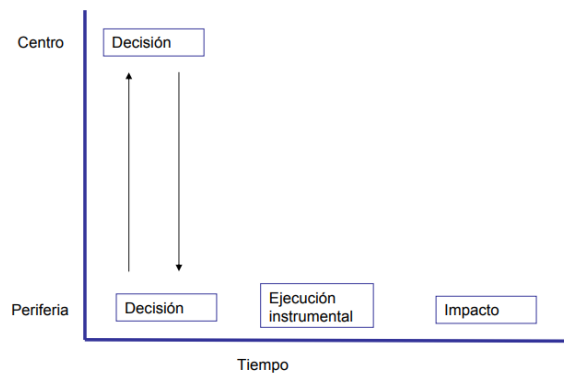 Centro
Decisión
Periferia
Decisión
Ejecución
instrumental
Impacto
Tiempo